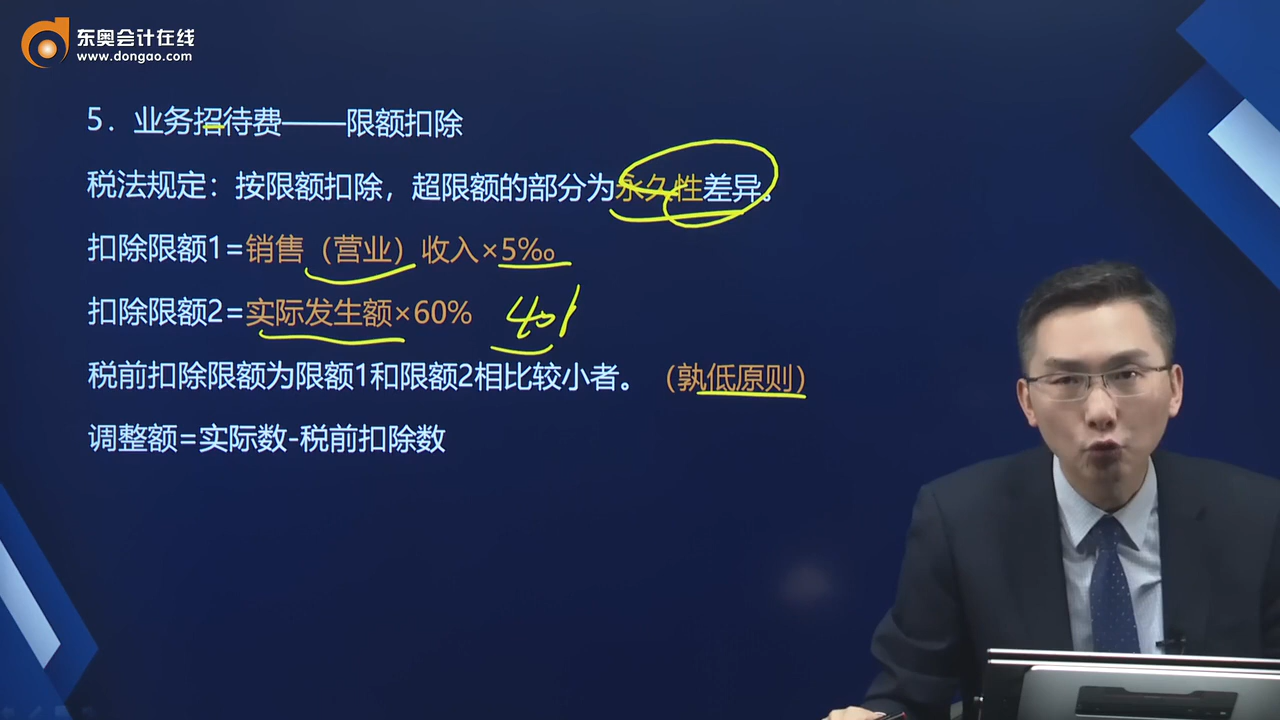 东奥会计在线
www.dongao.com
5. 业务招待费——限额扣除
税法规定：按限额扣除，超限额的部分为永久性差异。
扣除限额1=销售（营业）收入×5‰
扣除限额2=实际发生额×60%
税前扣除限额为限额1和限额2相比较小者。（孰低原则）
调整额=实际数-税前扣除数